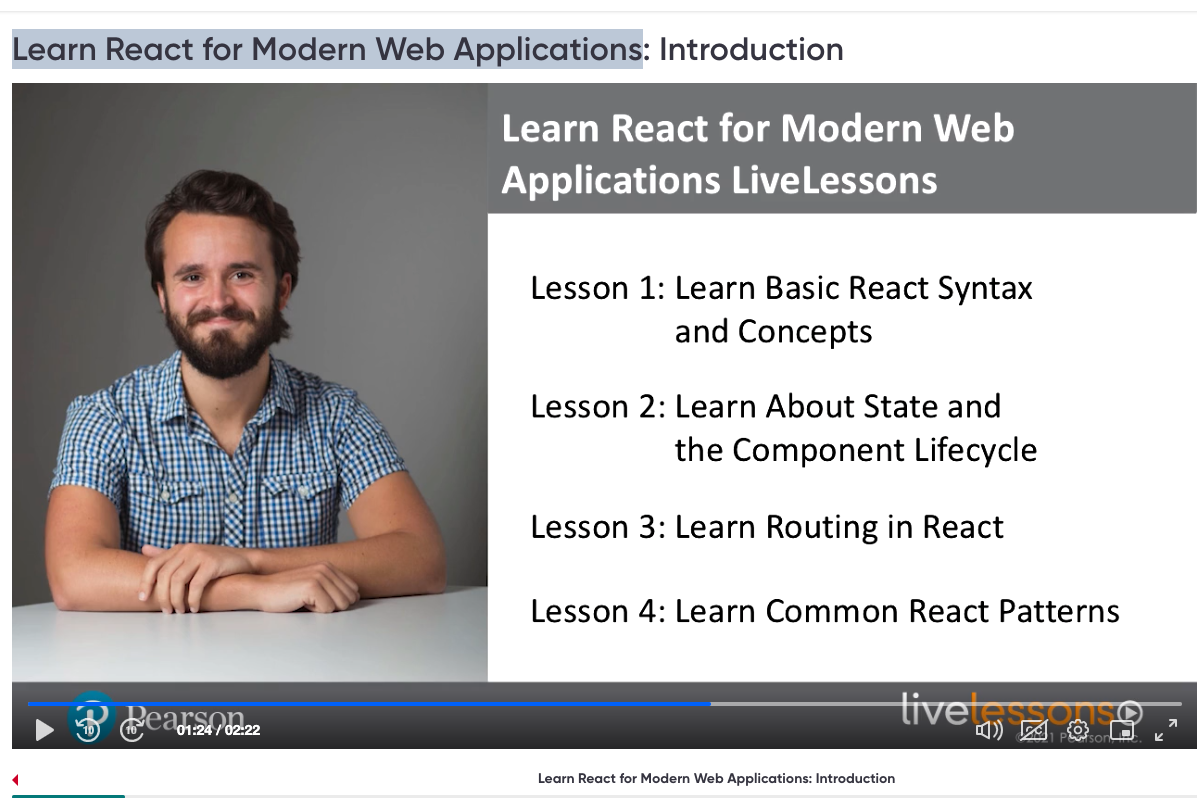 Learn React for Modern Web Applications: Introduction
Learn React for Modern Web
Applications LiveLessons
Lesson 1: Learn Basic React Syntax
and Concepts
Lesson 2: Learn About State and
the Component Lifecycle
Lesson 3: Learn Routing in React
Lesson 4: Learn Common React Patterns
Pearson
livelessons
10
10
01:24 / 02:22
©2021 Pearson, Inc.
Learn React for Modern Web Applications: Introduction